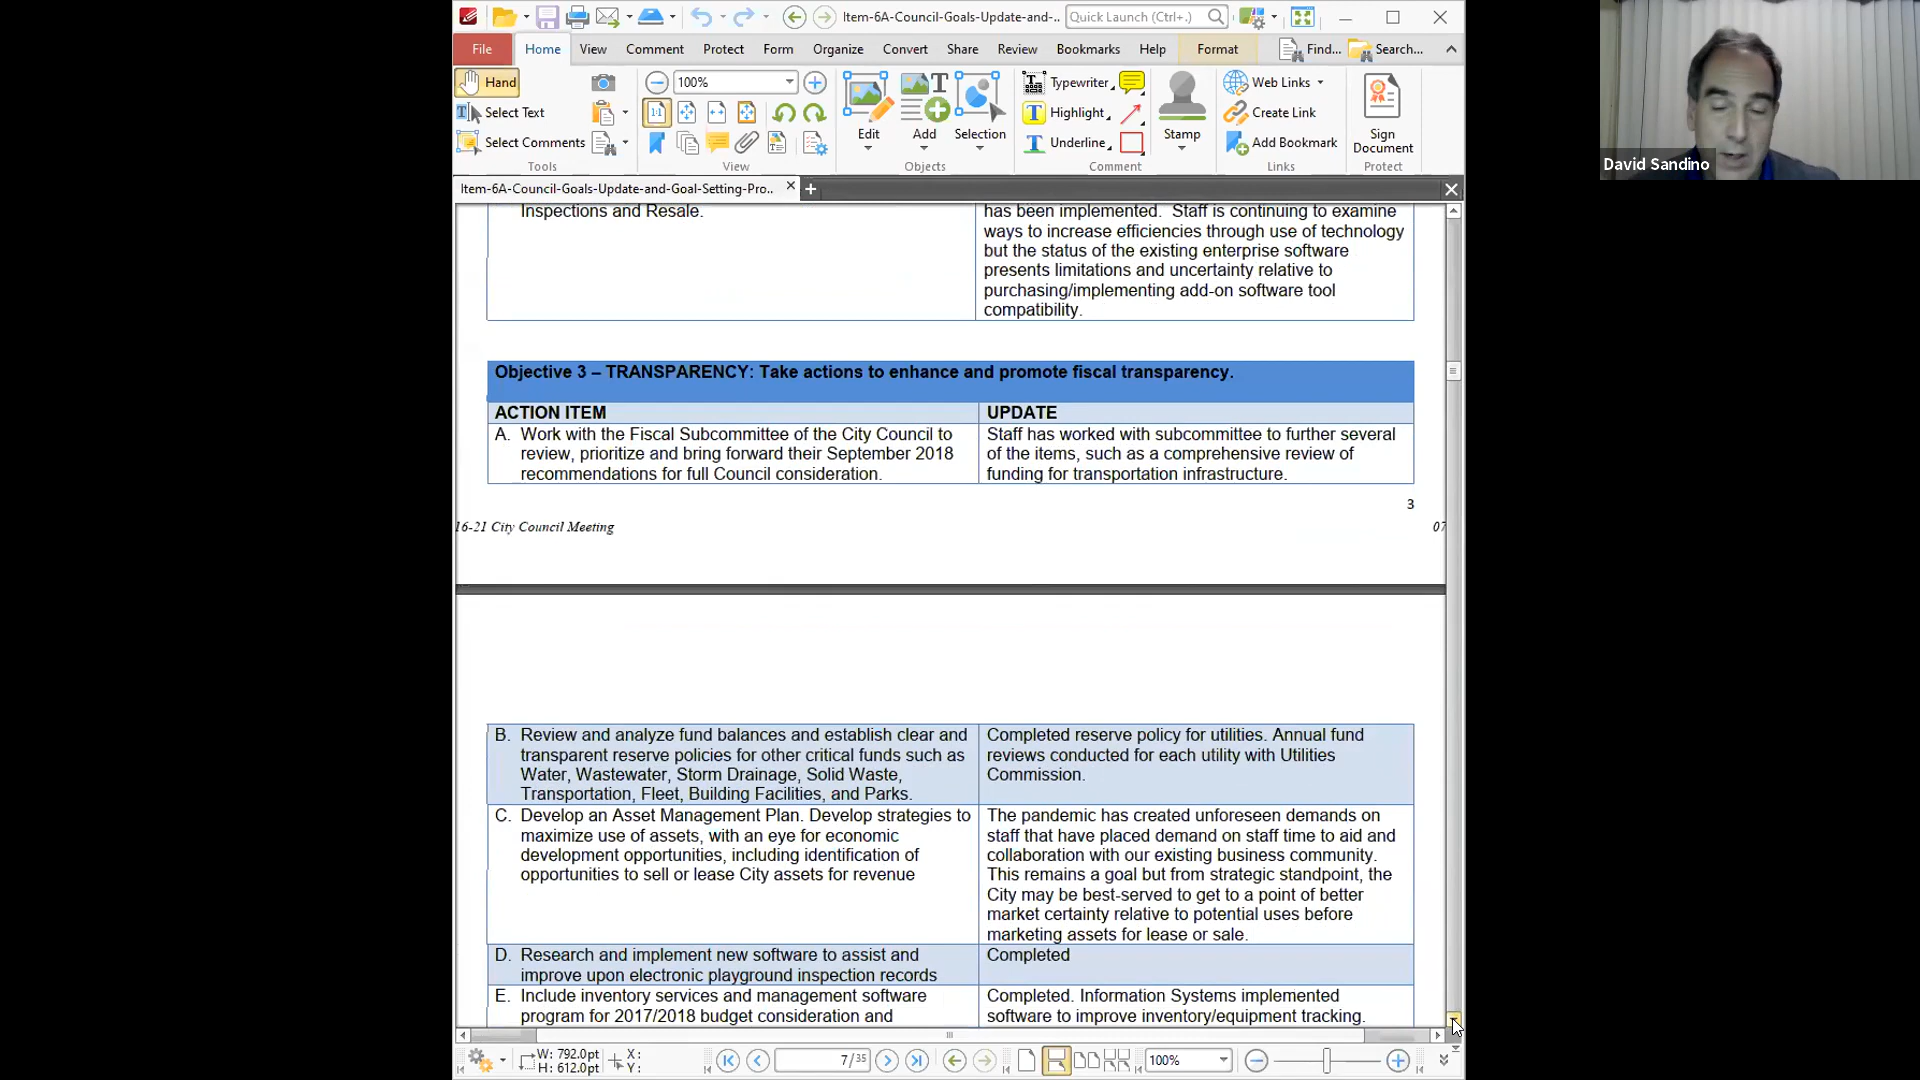 Item-6A-Council-Goals-Update-and-..
Quick Launch (Ctrl+.)
File
Home
View
Comment
Protect
Form
Organize
Convert
Share
Review
Bookmarks
Help
Format
Find...
Search...
Hand
100%
Typewriter
Web Links
Select Text
Highlight
Create Link
Edit
Add
Selection
Stamp
Sign
Document
Select Comments
Underline
Add Bookmark
Tools
View
Objects
Comment
Links
Protect
David Sandino
Item-6A-Council-Goals-Update-and-Goal-Setting-Pro..
Inspections and Resale.
has been implemented. Staff is continuing to examine
ways to increase efficiencies through use of technology
but the status of the existing enterprise software
presents limitations and uncertainty relative to
purchasing/implementing add-on software tool
compatibility.
Objective 3 – TRANSPARENCY: Take actions to enhance and promote fiscal transparency.
ACTION ITEM
UPDATE
A. Work with the Fiscal Subcommittee of the City Council to
review, prioritize and bring forward their September 2018
recommendations for full Council consideration.
Staff has worked with subcommittee to further several
of the items, such as a comprehensive review of
funding for transportation infrastructure.
3
16-21 City Council Meeting
07
B. Review and analyze fund balances and establish clear and
transparent reserve policies for other critical funds such as
Water, Wastewater, Storm Drainage, Solid Waste,
Transportation, Fleet, Building Facilities, and Parks.
Completed reserve policy for utilities. Annual fund
reviews conducted for each utility with Utilities
Commission.
C. Develop an Asset Management Plan. Develop strategies to
maximize use of assets, with an eye for economic
development opportunities, including identification of
opportunities to sell or lease City assets for revenue
The pandemic has created unforeseen demands on
staff that have placed demand on staff time to aid and
collaboration with our existing business community.
This remains a goal but from strategic standpoint, the
City may be best-served to get to a point of better
market certainty relative to potential uses before
marketing assets for lease or sale.
D. Research and implement new software to assist and
improve upon electronic playground inspection records
Completed
E. Include inventory services and management software
program for 2017/2018 budget consideration and
Completed. Information Systems implemented
software to improve inventory/equipment tracking.
W: 792.0pt
H: 612.0pt
X:
Y:
7/35
100%